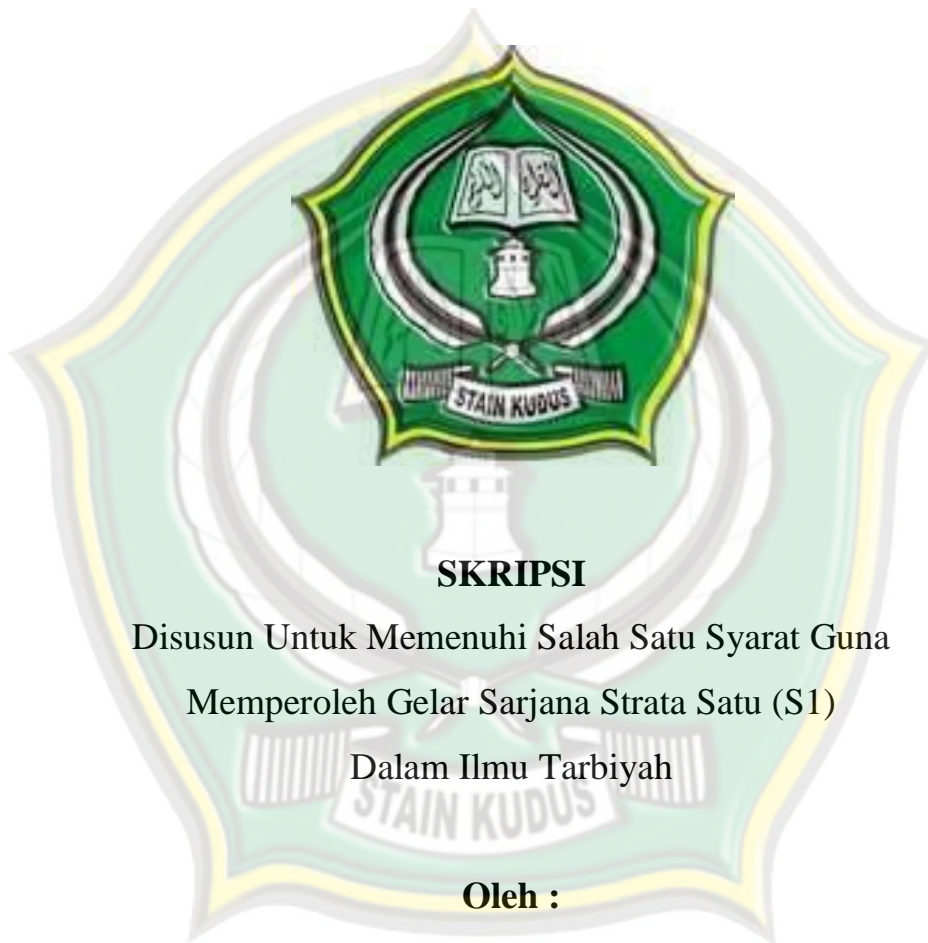 STAIN KUDUS
SKRIPSI
Disusun Untuk Memenuhi Salah Satu Syarat Guna
Memperoleh Gelar Sarjana Strata Satu (S1)
Dalam Ilmu Tarbiyah
STAIN KUDUS
Oleh :